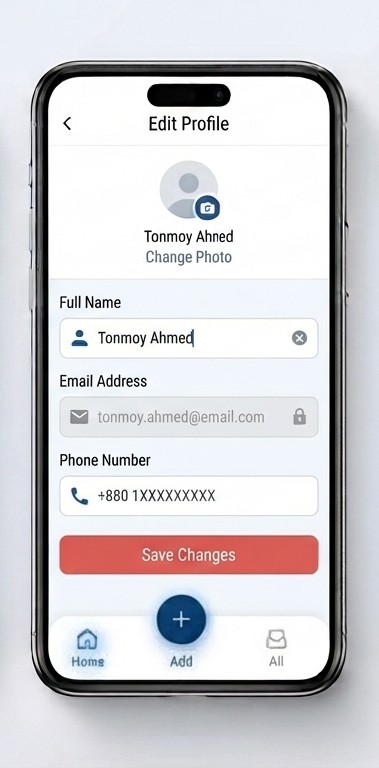 Edit Profile
Tonmoy Ahned
Change Photo
Full Name
Tonmoy Ahmed
Email Address
tonmoy.ahmed@email.com
Phone Number
+880 1XXXXXXXXX
Save Changes
Home
Add
All